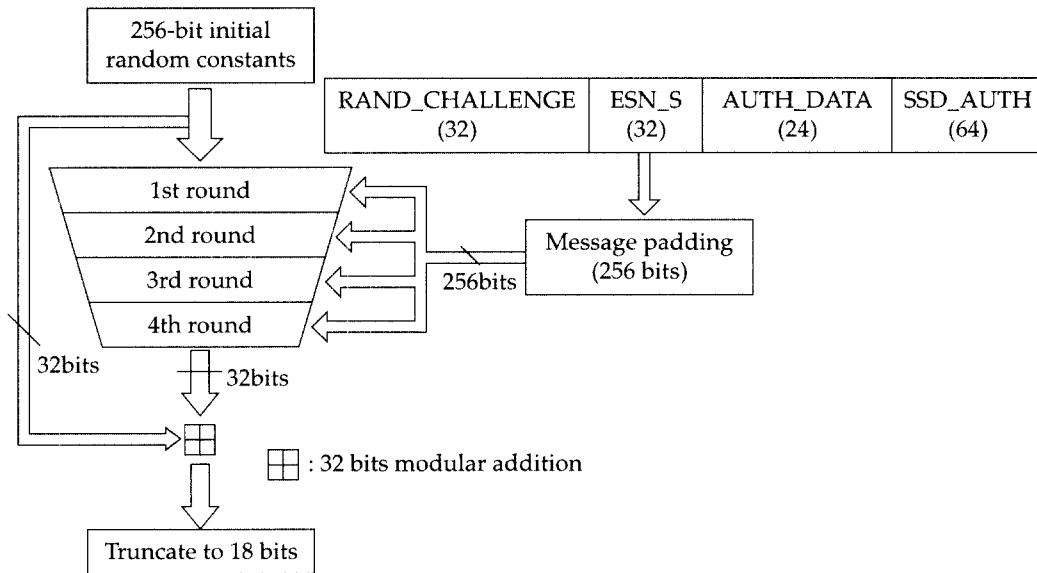 256-bit initial
random constants
RAND_CHALLENGE
(32)
ESN_S
(32)
AUTH_DATA
(24)
SSD_AUTH
(64)
1st round
2nd round
3rd round
4th round
Message padding
(256 bits)
256bits
32bits
32bits
: 32 bits modular addition
Truncate to 18 bits